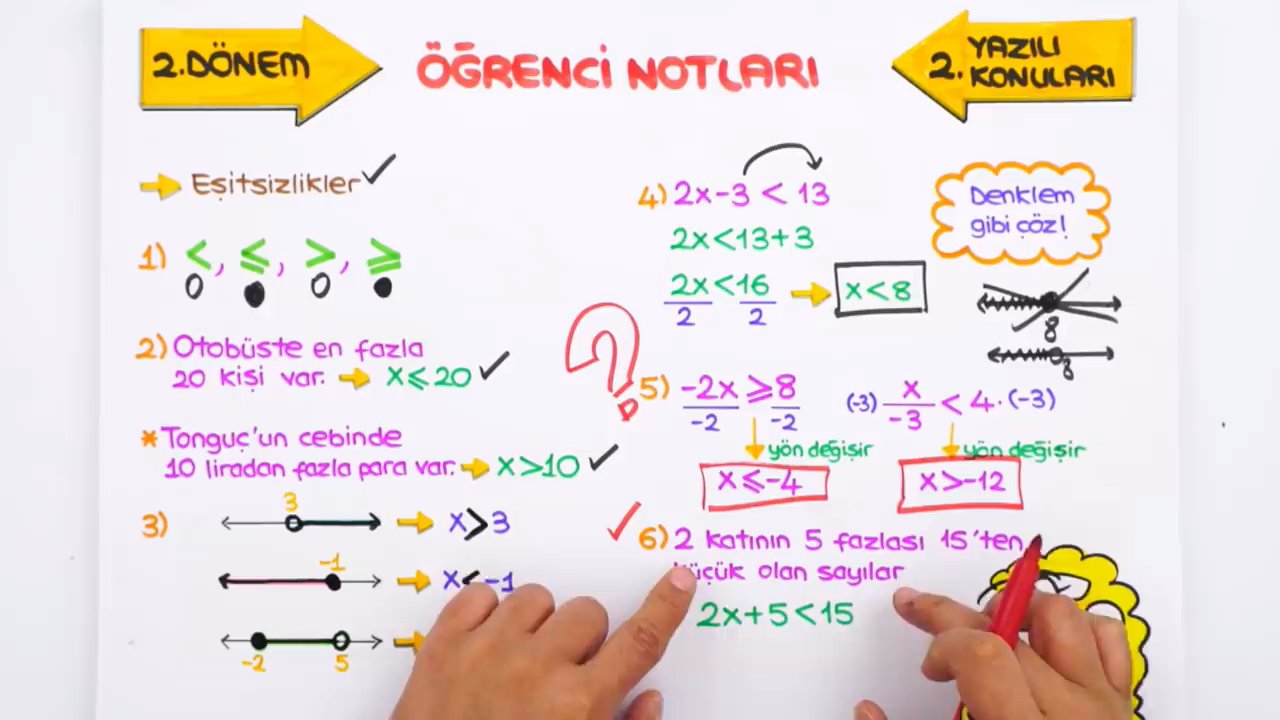 2.DÖNEM
ÖĞRENCİ NOTLARI
2. YAZILI
KONULARI
→ Eşitsizlikler ✓
1) <, ≤, >, ≥
2) Otobüste en fazla
20 kişi var. → x≤20 ✓
* Tonguç'un cebinde
10 liradan fazla para var. → x>10 ✓
3)
3
→ x>3
-1
→ x<-1
-2 5
4) 2x-3<13
2x<13+3
2x<16 → x<8
2 2
Denklem
gibi çöz!
8
8
?
5) -2x≥8
-2 -2
yön değişir
x≤-4
(-3) x/-3 < 4.(-3)
yön değişir
x>-12
✓ 6) 2 katının 5 fazlası 15'ten
küçük olan sayılar
2x+5<15